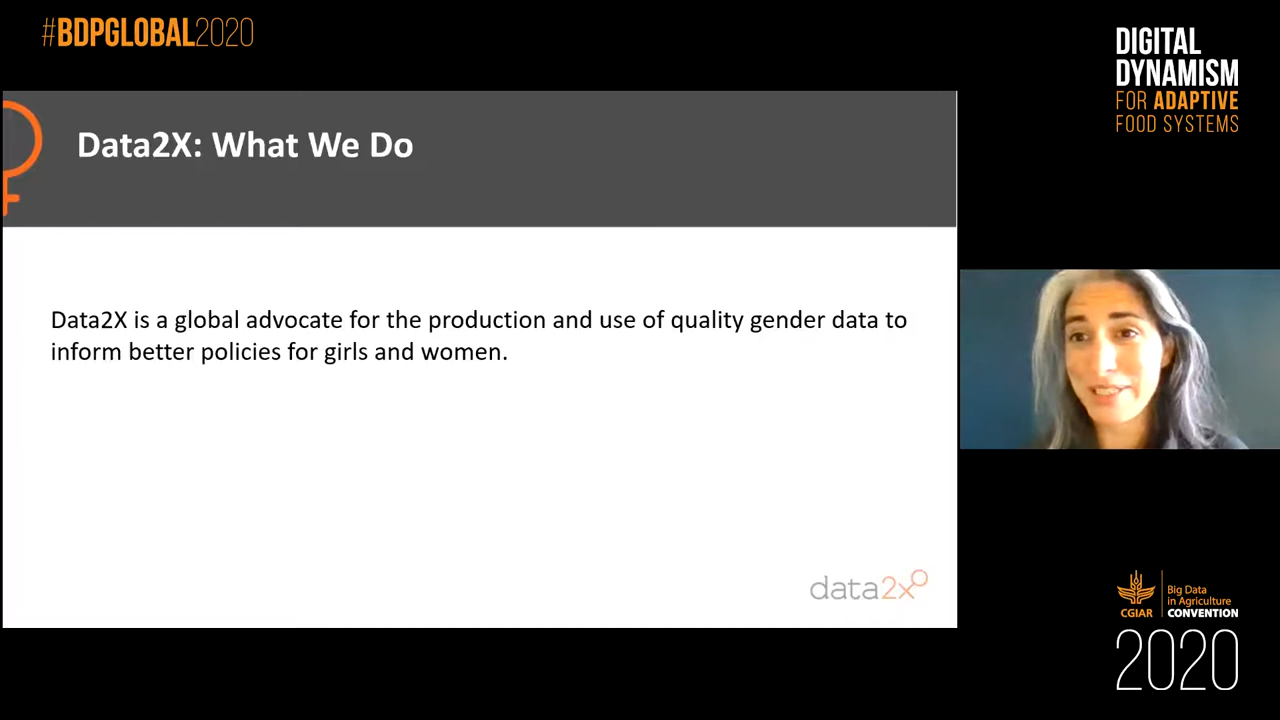 #BDPGLOBAL2020
DIGITAL
DYNAMISM
FOR ADAPTIVE
FOOD SYSTEMS
Data2X: What We Do
Data2X is a global advocate for the production and use of quality gender data to
inform better policies for girls and women.
data2x
CGIAR
Big Data
in Agriculture
CONVENTION
2020